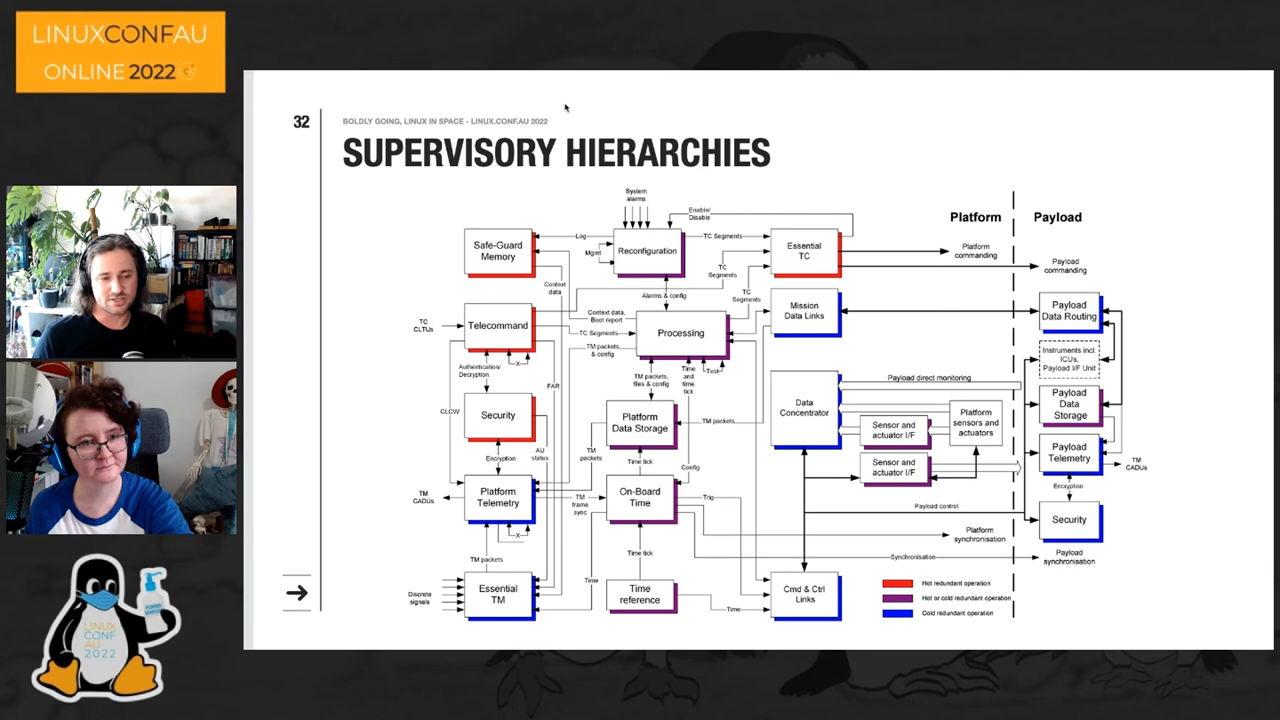 LINUXCONFAU
ONLINE 2022
32
BOLDLY GOING, LINUX IN SPACE - LINUX.CONF.AU 2022
SUPERVISORY HIERARCHIES
System
alarms
Enable/
Disable
Platform
Payload
Safe-Guard
Memory
Log
Mgmt
Reconfiguration
TC Segments
Essential
TC
Platform
commanding
Payload
commanding
TC
Segments
Context
data
Alarms & config
TC
Segments
Mission
Data Links
Payload
Data Routing
TC
CLTUs
Telecommand
Context data,
Boot report
TC Segments
TM packets,
& config
Processing
X
Authentication/
Decryption
FAR
TM packets,
files & config
Time
and
time
tick
Test
Instruments incl.
ICUs,
Payload I/F Unit
Payload direct monitoring
CLCW
Security
Platform
Data Storage
TM packets
Data
Concentrator
Sensor and
actuator I/F
Platform
sensors and
actuators
Payload
Data
Storage
AU
status
TM
packets
Encryption
Time tick
Config
Sensor and
actuator I/F
Payload
Telemetry
TM
CADUs
Encryption
TM
CADUs
Platform
Telemetry
TM
frame
sync
On-Board
Time
Trig
Payload control
Security
X
Platform
synchronisation
TM packets
Time tick
Synchronisation
Payload
synchronisation
Discrete
signals
Essential
TM
Time
Time
reference
Time
Cmd & Ctrl
Links
Hot redundant operation
Hot or cold redundant operation
Cold redundant operation
LINUX
CONF
AU
2022